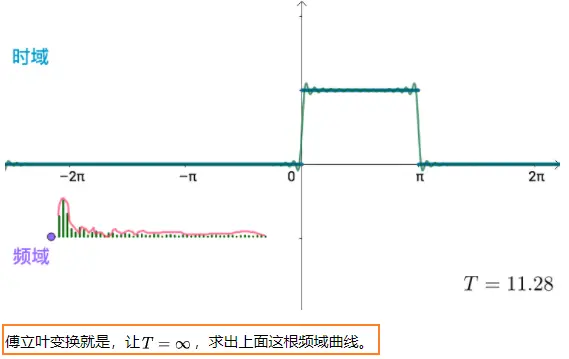 时域
−2π
−π
0
π
2π
频域
T = 11.28
傅立叶变换就是，让T = ∞，求出上面这根频域曲线。